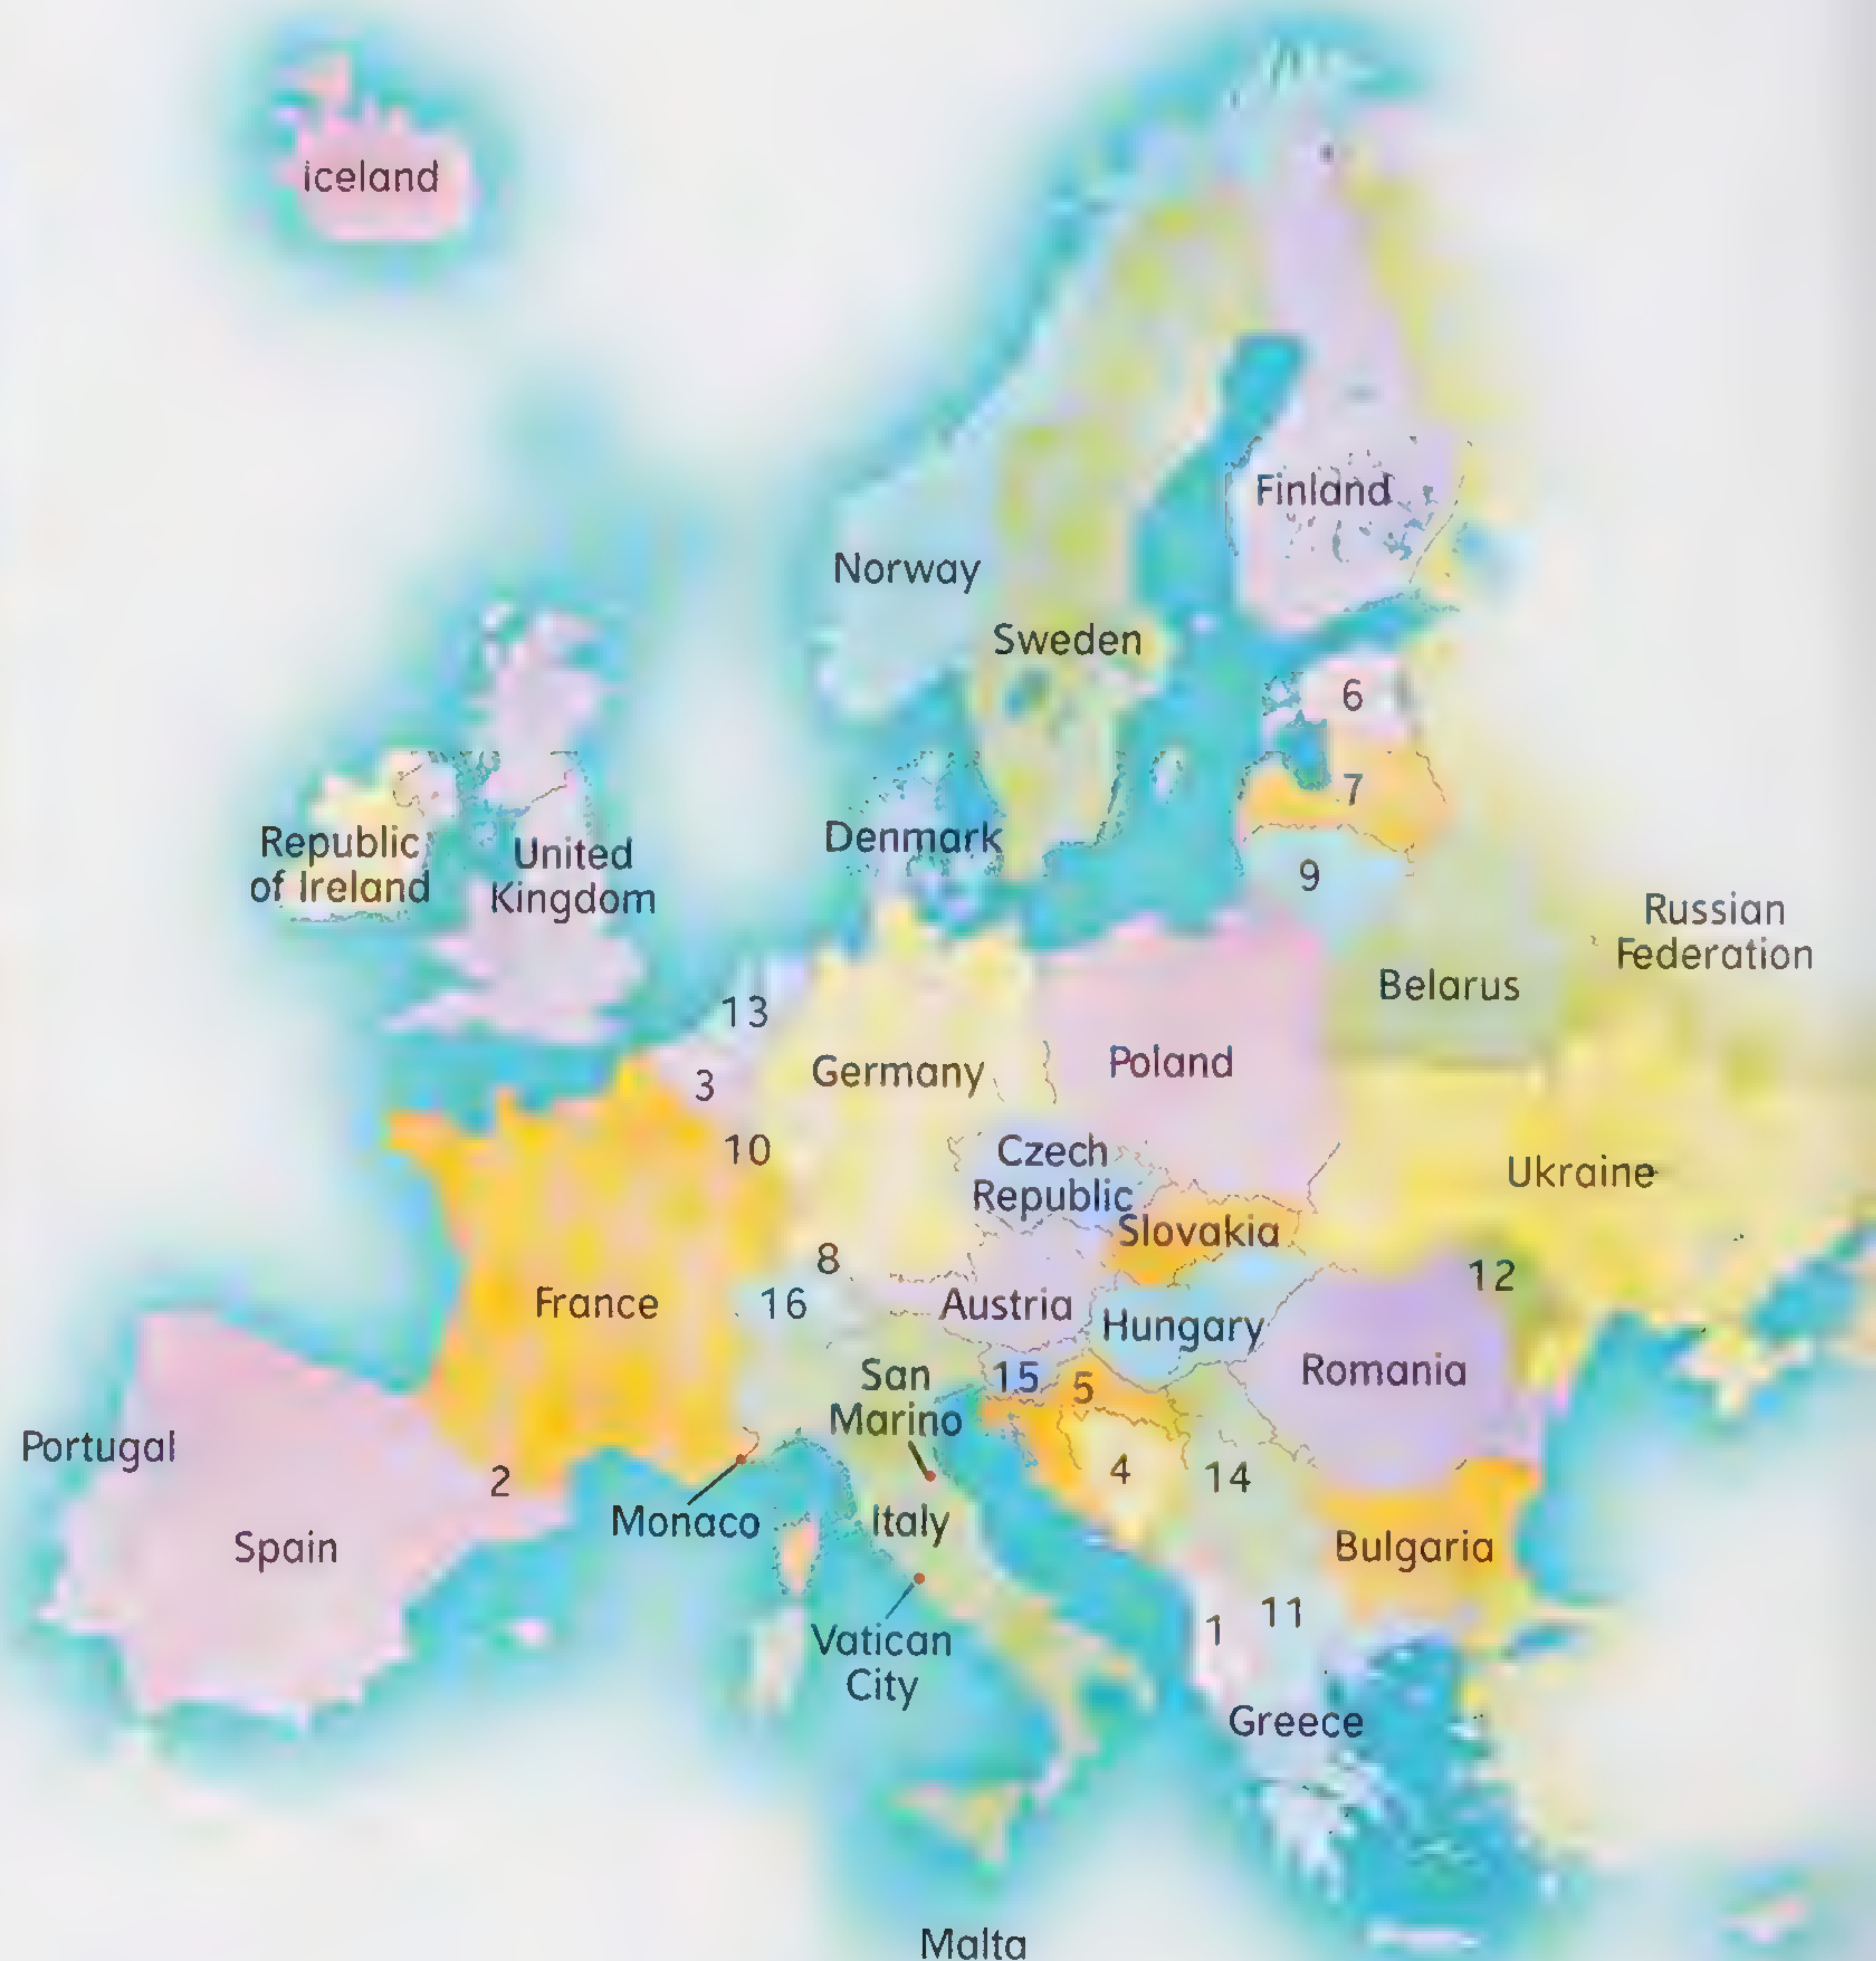 iceland
Finland
Norway
Sweden
6
7
Denmark
Republic
of Ireland
United
Kingdom
9
Russian
Federation
Belarus
13
Germany
Poland
3
10
Czech
Republic
Ukraine
Slovakia
8
12
16
France
Austria
Hungary
San
Marino
15
5
Romania
Portugal
2
4
14
Monaco
Italy
Spain
Bulgaria
1
11
Vatican
City
Greece
Malta